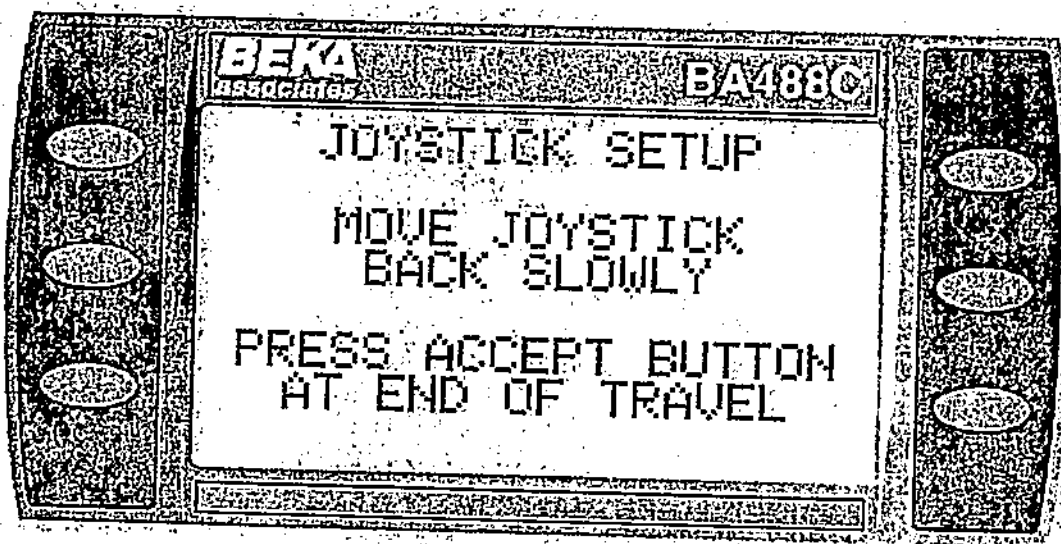 BEKA
associates
BA488C
JOYSTICK SETUP
MOVE JOYSTICK
BACK SLOWLY
PRESS ACCEPT BUTTON
AT END OF TRAVEL